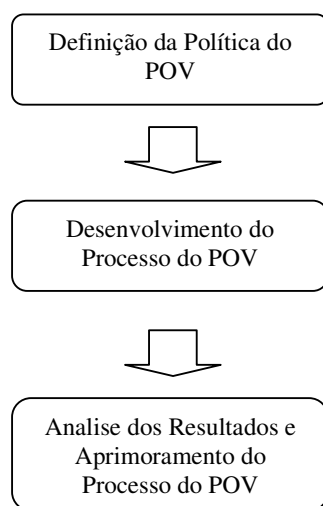 Definição da Política do
POV
Desenvolvimento do
Processo do POV
Analise dos Resultados e
Aprimoramento do
Processo do POV